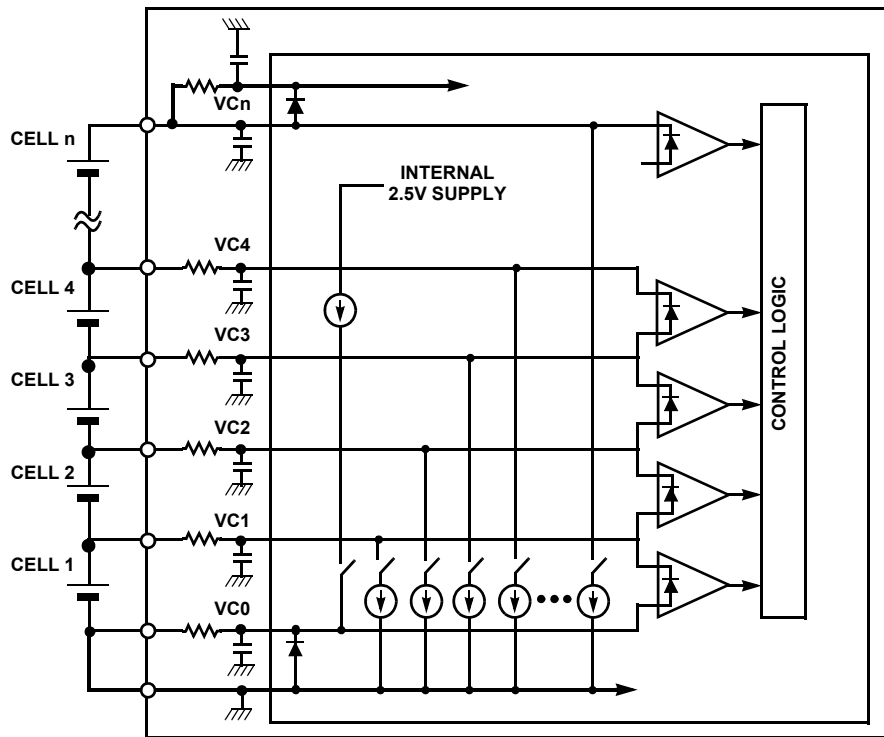 VCn
CELL n
INTERNAL
2.5V SUPPLY
VC4
CELL 4
VC3
CELL 3
VC2
CELL 2
VC1
CELL 1
VC0
CONTROL LOGIC